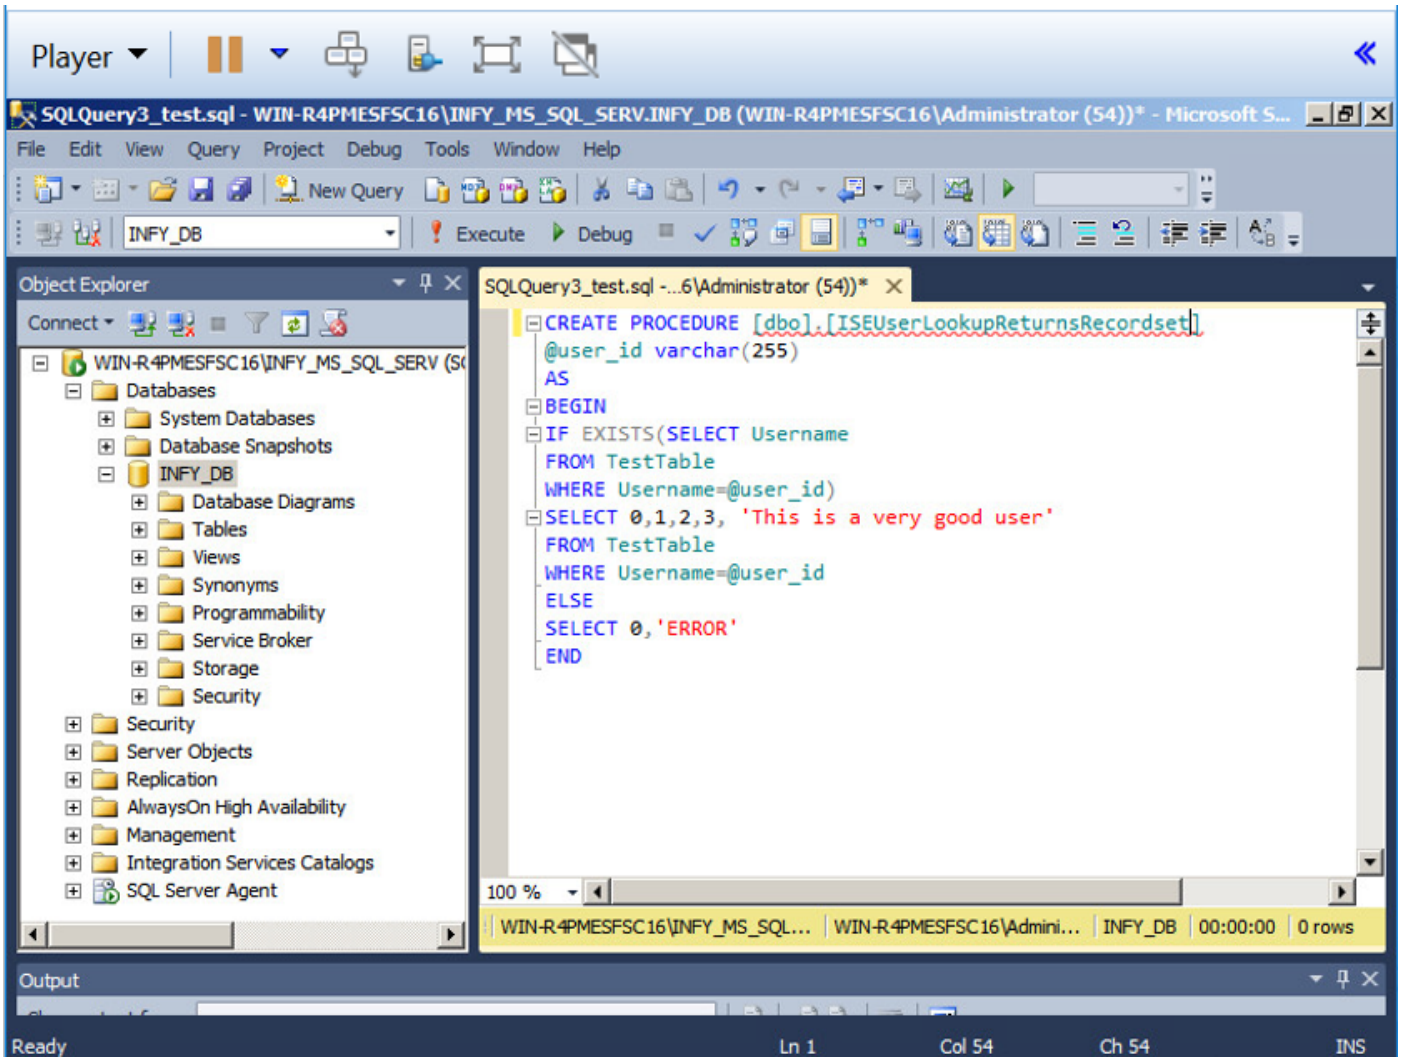 Player
SQLQuery3_test.sql - WIN-R4PMESFSC16\INFY_MS_SQL_SERV.INFY_DB (WIN-R4PMESFSC16\Administrator (54))* - Microsoft S...
File Edit View Query Project Debug Tools Window Help
New Query
INFY_DB Execute Debug
Object Explorer
Connect
WIN-R4PMESFSC16\INFY_MS_SQL_SERV (S
Databases
System Databases
Database Snapshots
INFY_DB
Database Diagrams
Tables
Views
Synonyms
Programmability
Service Broker
Storage
Security
Security
Server Objects
Replication
AlwaysOn High Availability
Management
Integration Services Catalogs
SQL Server Agent
SQLQuery3_test.sql -...6\Administrator (54))*
CREATE PROCEDURE [dbo].[ISEUserLookupReturnsRecordset]
@user_id varchar(255)
AS
BEGIN
IF EXISTS(SELECT Username
FROM TestTable
WHERE Username=@user_id)
SELECT 0,1,2,3, 'This is a very good user'
FROM TestTable
WHERE Username=@user_id
ELSE
SELECT 0,'ERROR'
END
100 %
WIN-R4PMESFSC16\INFY_MS_SQL... WIN-R4PMESFSC16\Admini... INFY_DB 00:00:00 0 rows
Output
Ready Ln 1 Col 54 Ch 54 INS